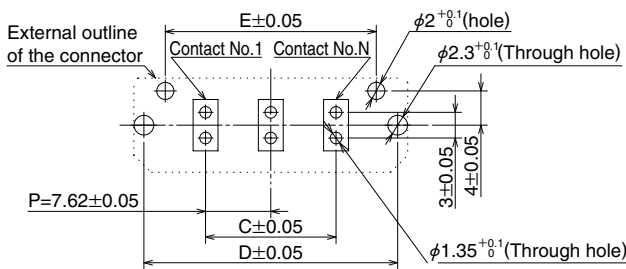 E±0.05
φ2 +0.1 0 (hole)
External outline
of the connector
Contact No.1
Contact No.N
φ2.3 +0.1 0 (Through hole)
3±0.05
4±0.05
P=7.62±0.05
C±0.05
D±0.05
φ1.35 +0.1 0 (Through hole)